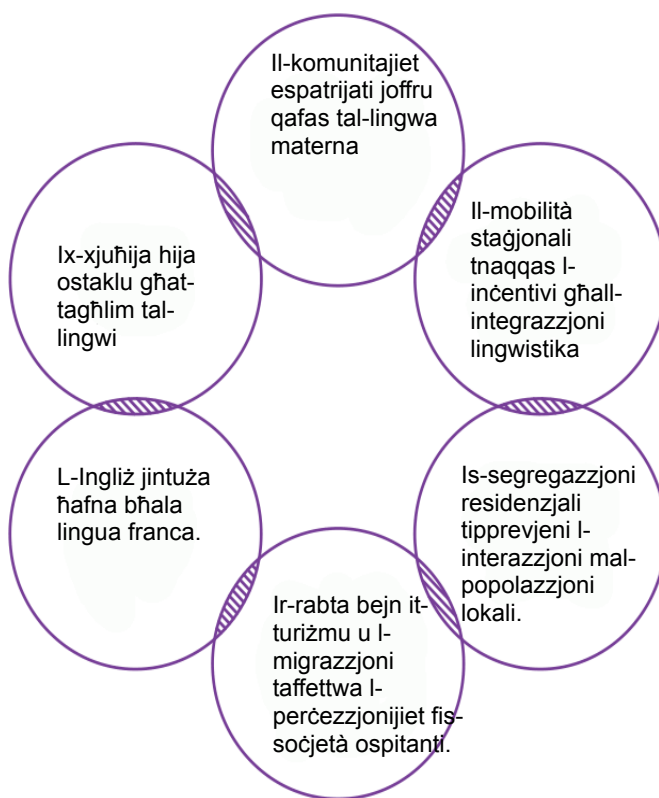 Il-komunitajiet
espatrijati joffru
qafas tal-lingwa
materna
Il-mobilità
staġjonali
tnaqqas l-
inċentivi għall-
integrazzjoni
lingwistika
Is-segregazzjoni
residenzjali
tipprevjeni l-
interazzjoni mal-
popolazzjoni
lokali.
Ir-rabta bejn it-
turiżmu u l-
migrazzjoni
taffettwa l-
perċezzjonijiet fis-
soċjetà ospitanti.
L-Ingliż jintuża
ħafna bħala
lingua franca.
Ix-xjuħija hija
ostaklu għat-
tagħlim tal-
lingwi